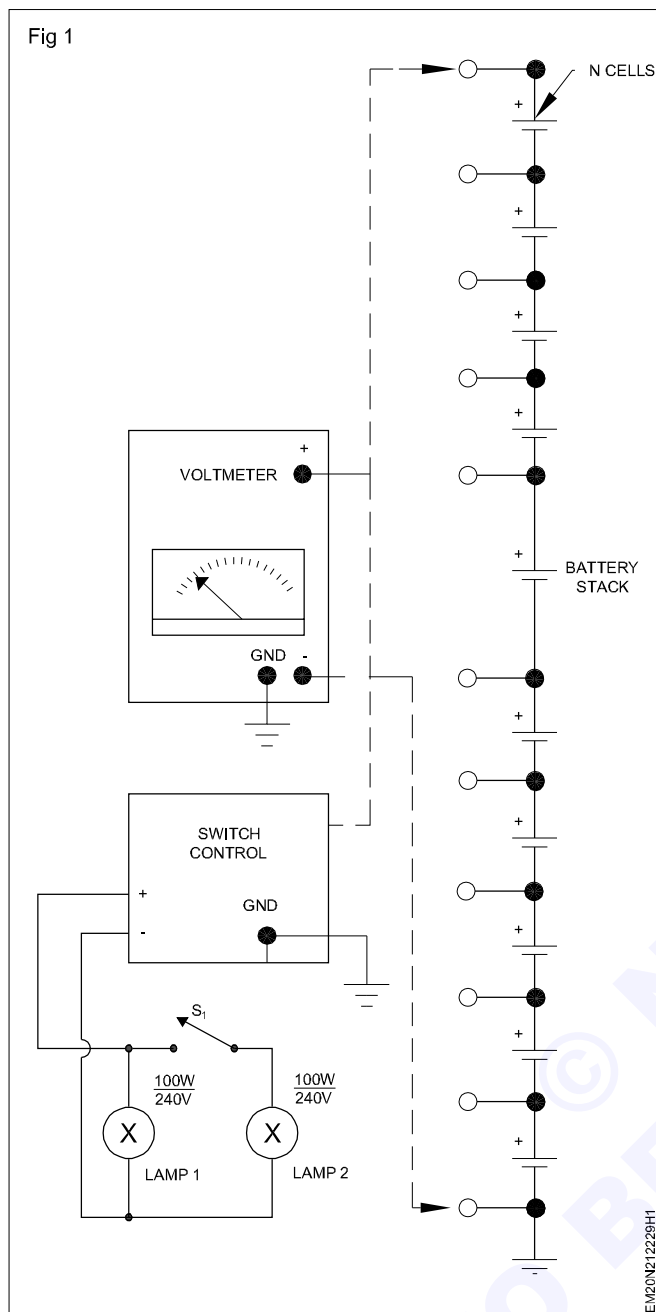 Fig 1
N CELLS
+
+
+
+
+
VOLTMETER
+
BATTERY
STACK
GND -
+
SWITCH
CONTROL
+
+
GND
-
+
S1
+
100W
240V
100W
240V
X
X
+
LAMP 1
LAMP 2
EM20N212229H1
©